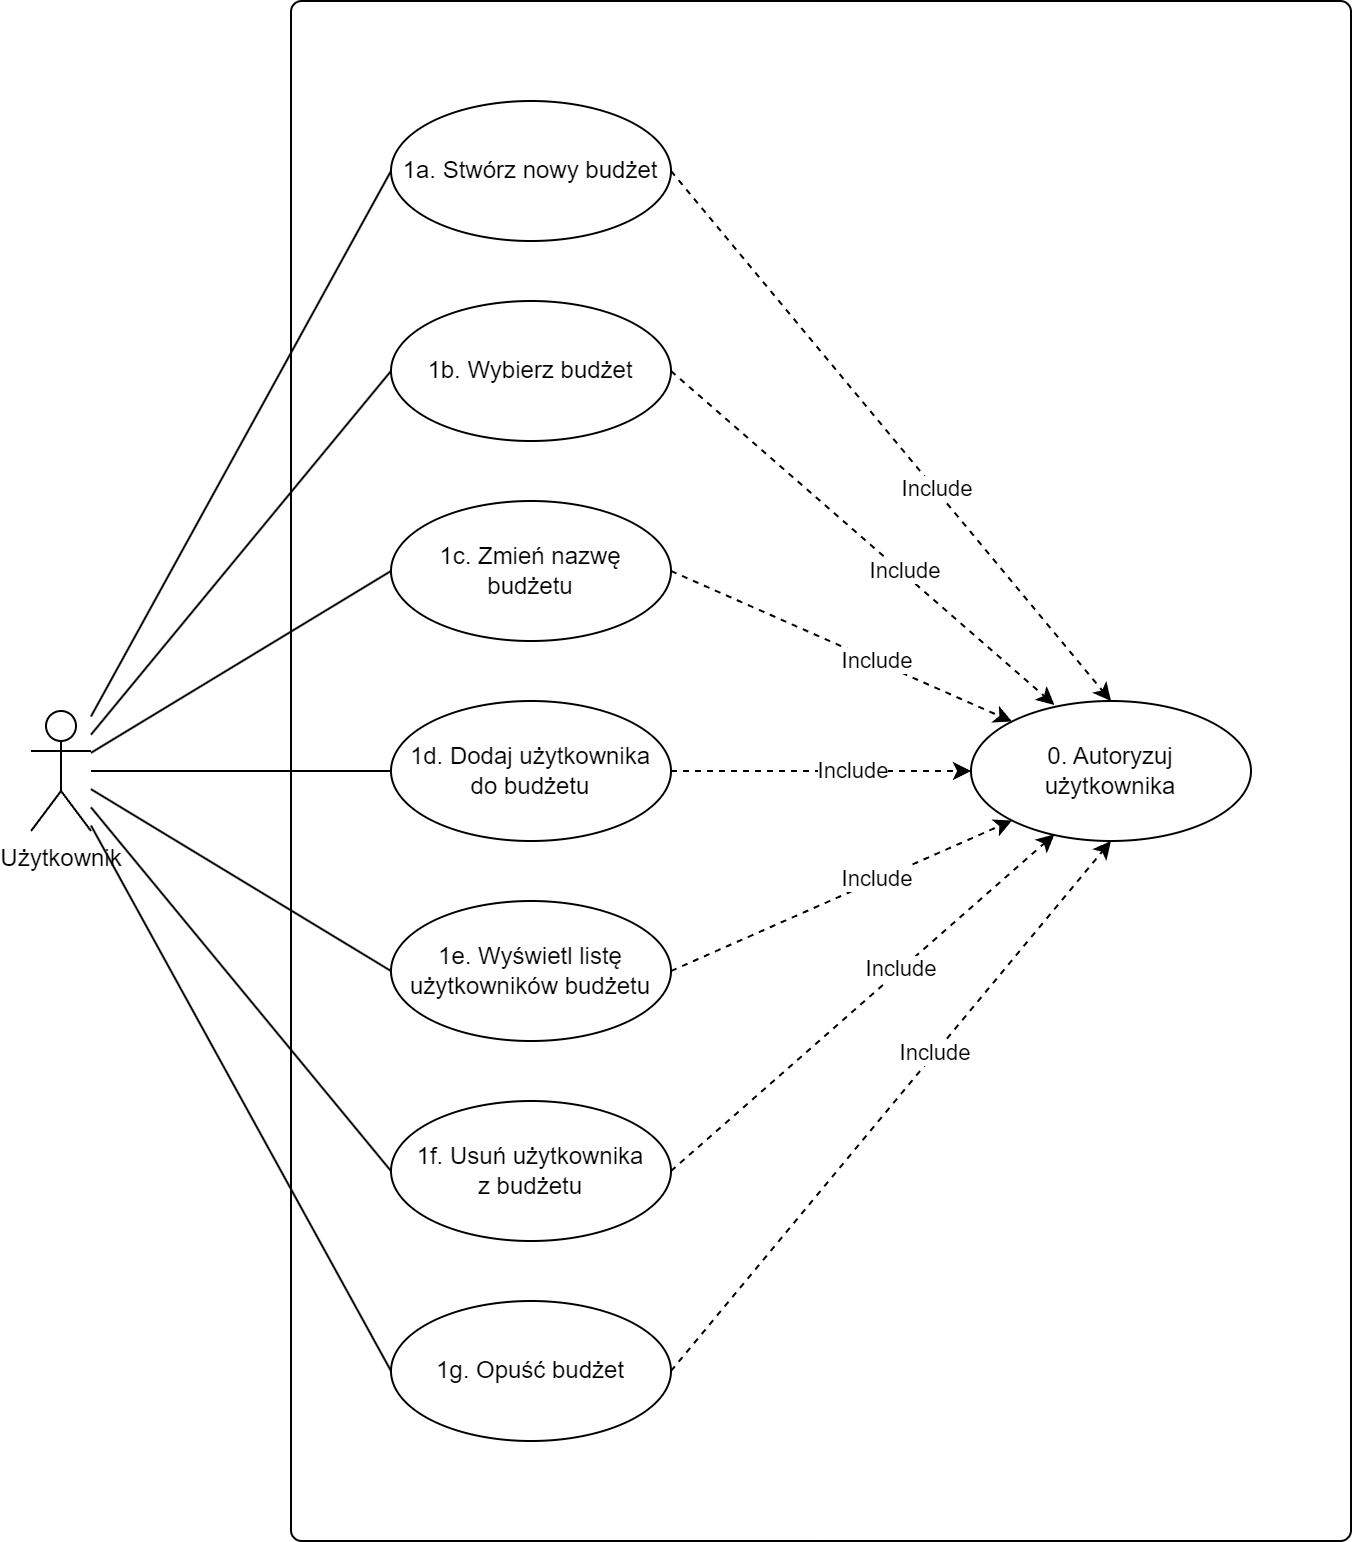 1a. Stwórz nowy budżet
1b. Wybierz budżet
Include
Include
1c. Zmień nazwę
budżetu
Include
1d. Dodaj użytkownika
do budżetu
Include
0. Autoryzuj
użytkownika
Użytkownik
Include
1e. Wyświetl listę
użytkowników budżetu
Include
Include
1f. Usuń użytkownika
z budżetu
1g. Opuść budżet